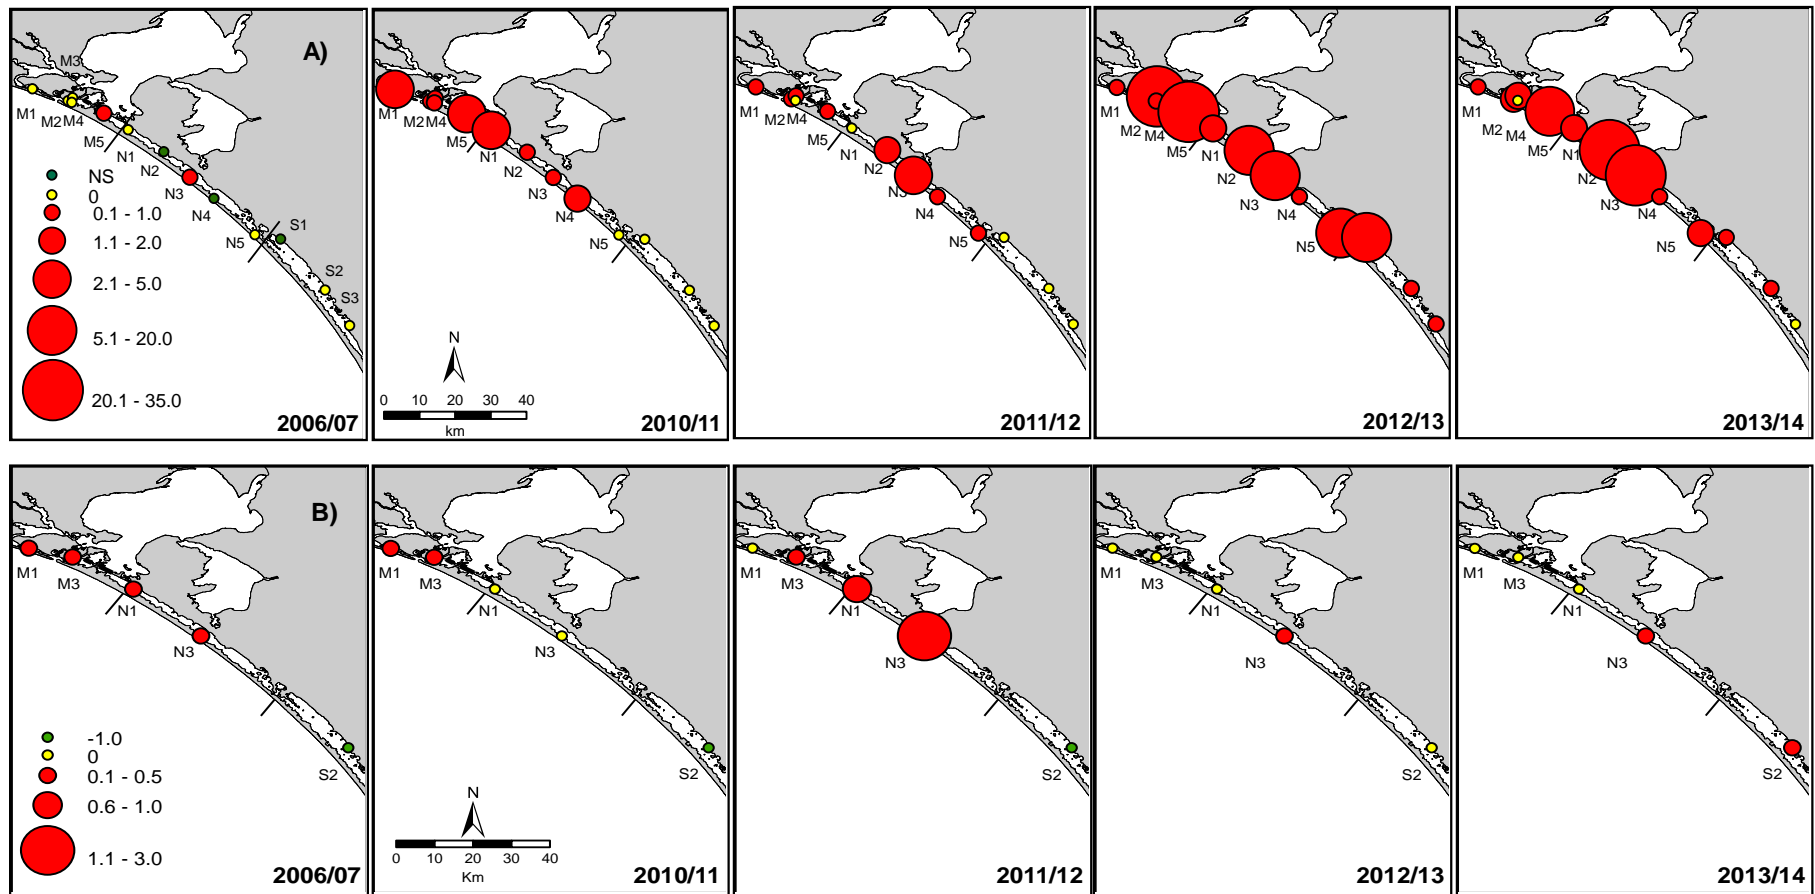 A)
M3
M1
M2
M4
M5
N1
N2
N3
N4
N5
S1
S2
S3
NS
0
0.1 - 1.0
1.1 - 2.0
2.1 - 5.0
5.1 - 20.0
20.1 - 35.0
2006/07
M1
M2
M4
M5
N1
N2
N3
N4
N5
N
0 10 20 30 40
km
2010/11
M1
M2
M4
M5
N1
N2
N3
N4
N5
2011/12
M1
M2
M4
M5
N1
N2
N3
N4
N5
2012/13
M1
M2
M4
M5
N1
N2
N3
N4
N5
2013/14
B)
M1
M3
N1
N3
S2
-1.0
0
0.1 - 0.5
0.6 - 1.0
1.1 - 3.0
2006/07
M1
M3
N1
N3
S2
N
0 10 20 30 40
Km
2010/11
M1
M3
N1
N3
S2
2011/12
M1
M3
N1
N3
S2
2012/13
M1
M3
N1
N3
S2
2013/14